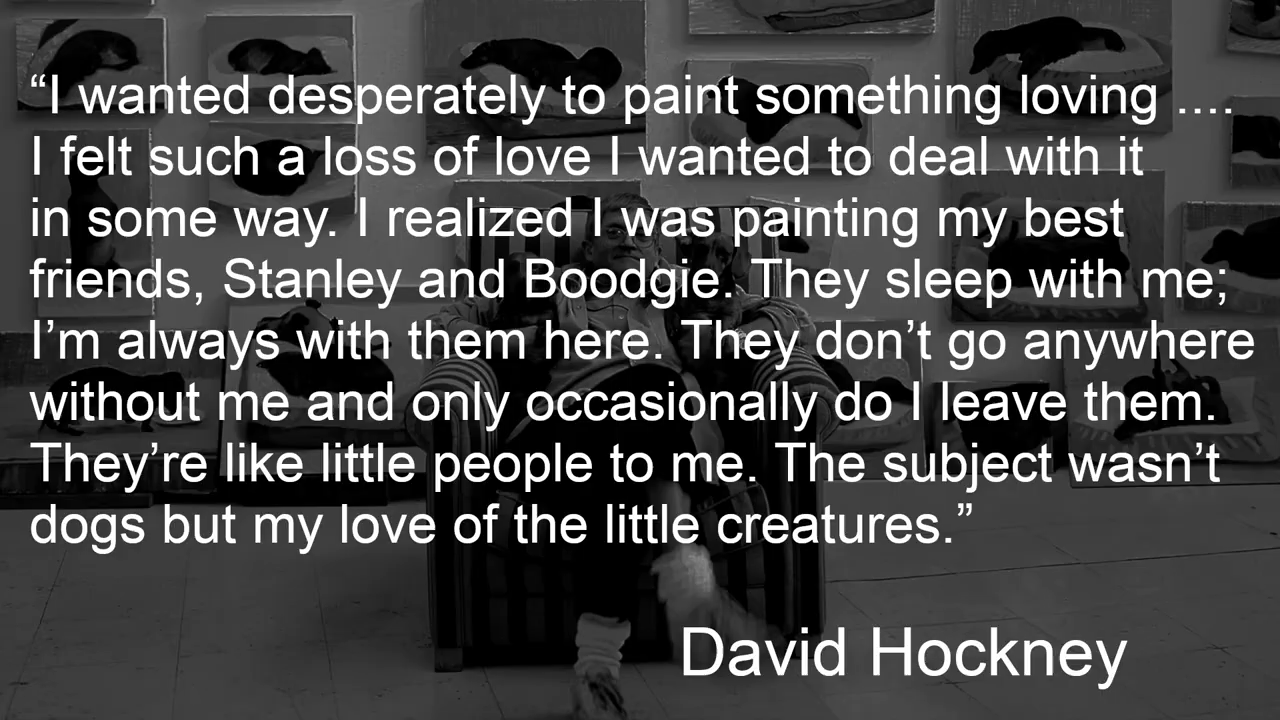 “I wanted desperately to paint something loving ....
I felt such a loss of love I wanted to deal with it
in some way. I realized I was painting my best
friends, Stanley and Boodgie. They sleep with me;
I’m always with them here. They don’t go anywhere
without me and only occasionally do I leave them.
They’re like little people to me. The subject wasn’t
dogs but my love of the little creatures.”
David Hockney